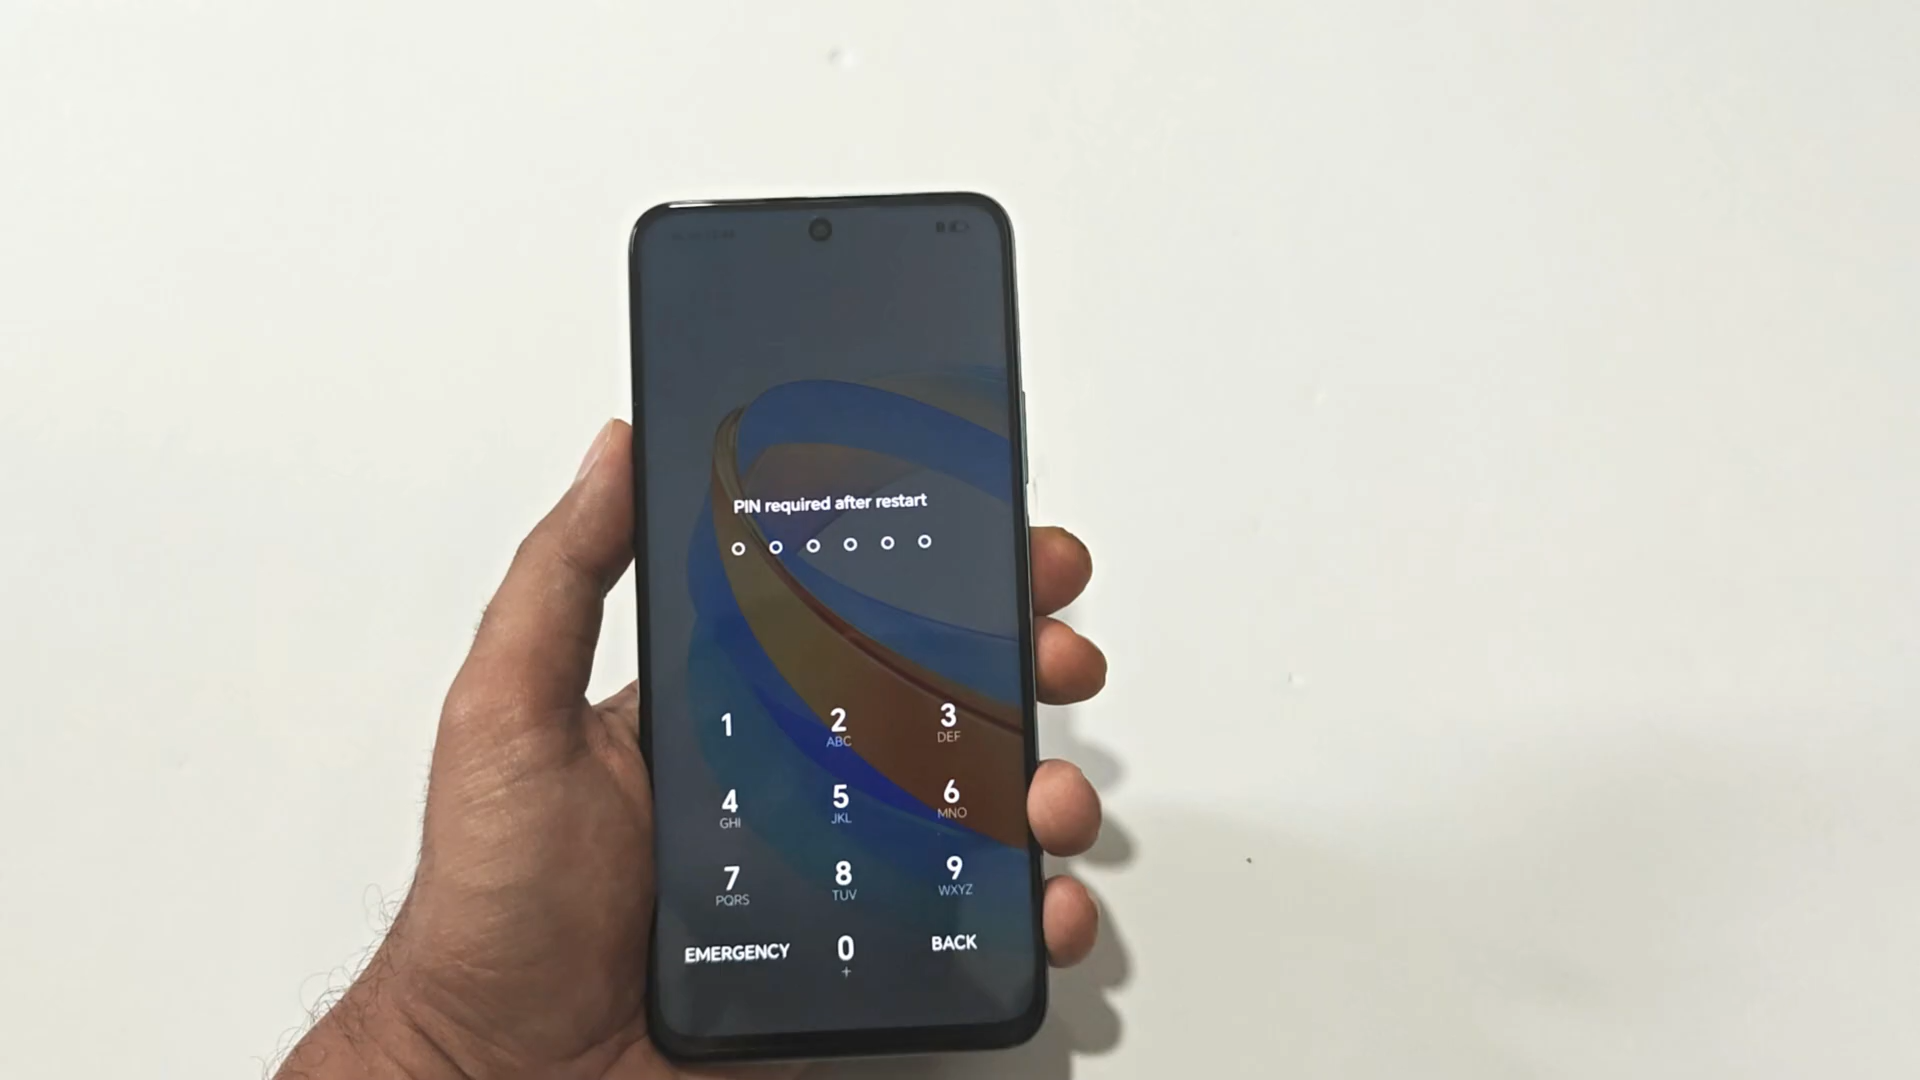 PIN required after restart
1 2 3
ABC DEF
4 5 6
GHI JKL MNO
7 8 9
PQRS TUV WXYZ
EMERGENCY 0 BACK
+